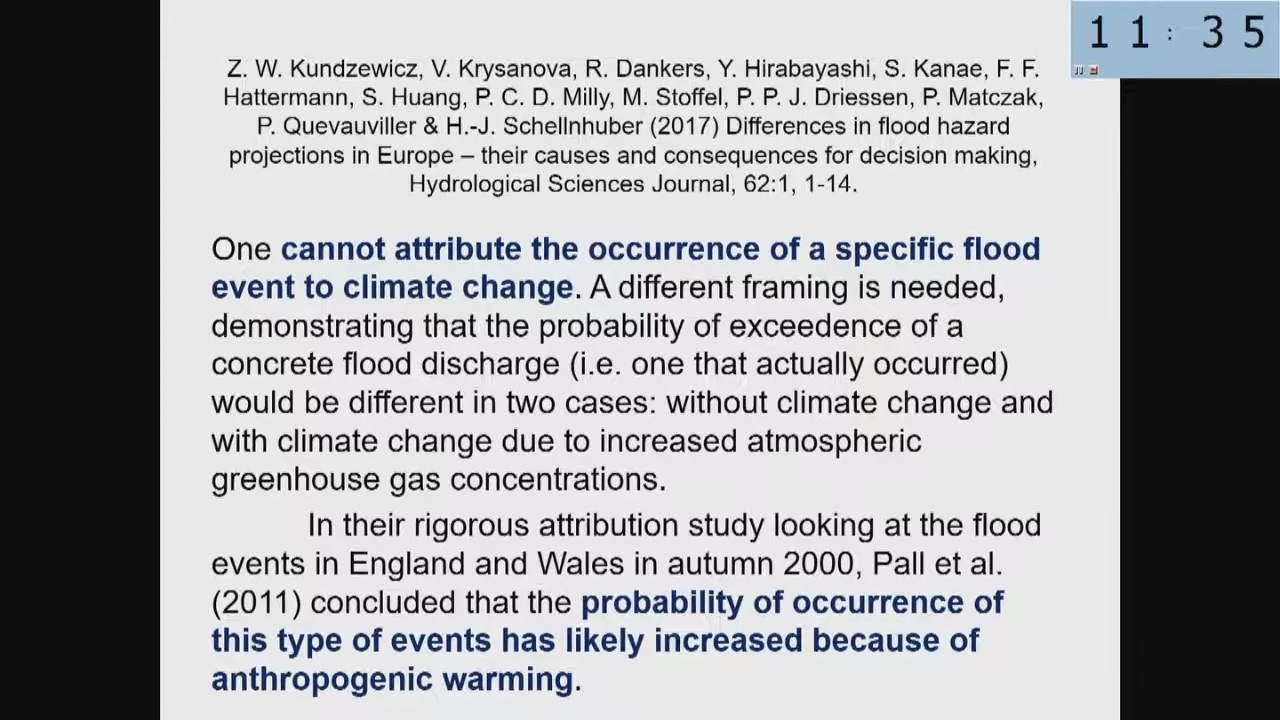 11:35
Z. W. Kundzewicz, V. Krysanova, R. Dankers, Y. Hirabayashi, S. Kanae, F. F.
Hattermann, S. Huang, P. C. D. Milly, M. Stoffel, P. P. J. Driessen, P. Matczak,
P. Quevauviller & H.-J. Schellnhuber (2017) Differences in flood hazard
projections in Europe – their causes and consequences for decision making,
Hydrological Sciences Journal, 62:1, 1-14.
One cannot attribute the occurrence of a specific flood
event to climate change. A different framing is needed,
demonstrating that the probability of exceedence of a
concrete flood discharge (i.e. one that actually occurred)
would be different in two cases: without climate change and
with climate change due to increased atmospheric
greenhouse gas concentrations.
In their rigorous attribution study looking at the flood
events in England and Wales in autumn 2000, Pall et al.
(2011) concluded that the probability of occurrence of
this type of events has likely increased because of
anthropogenic warming.